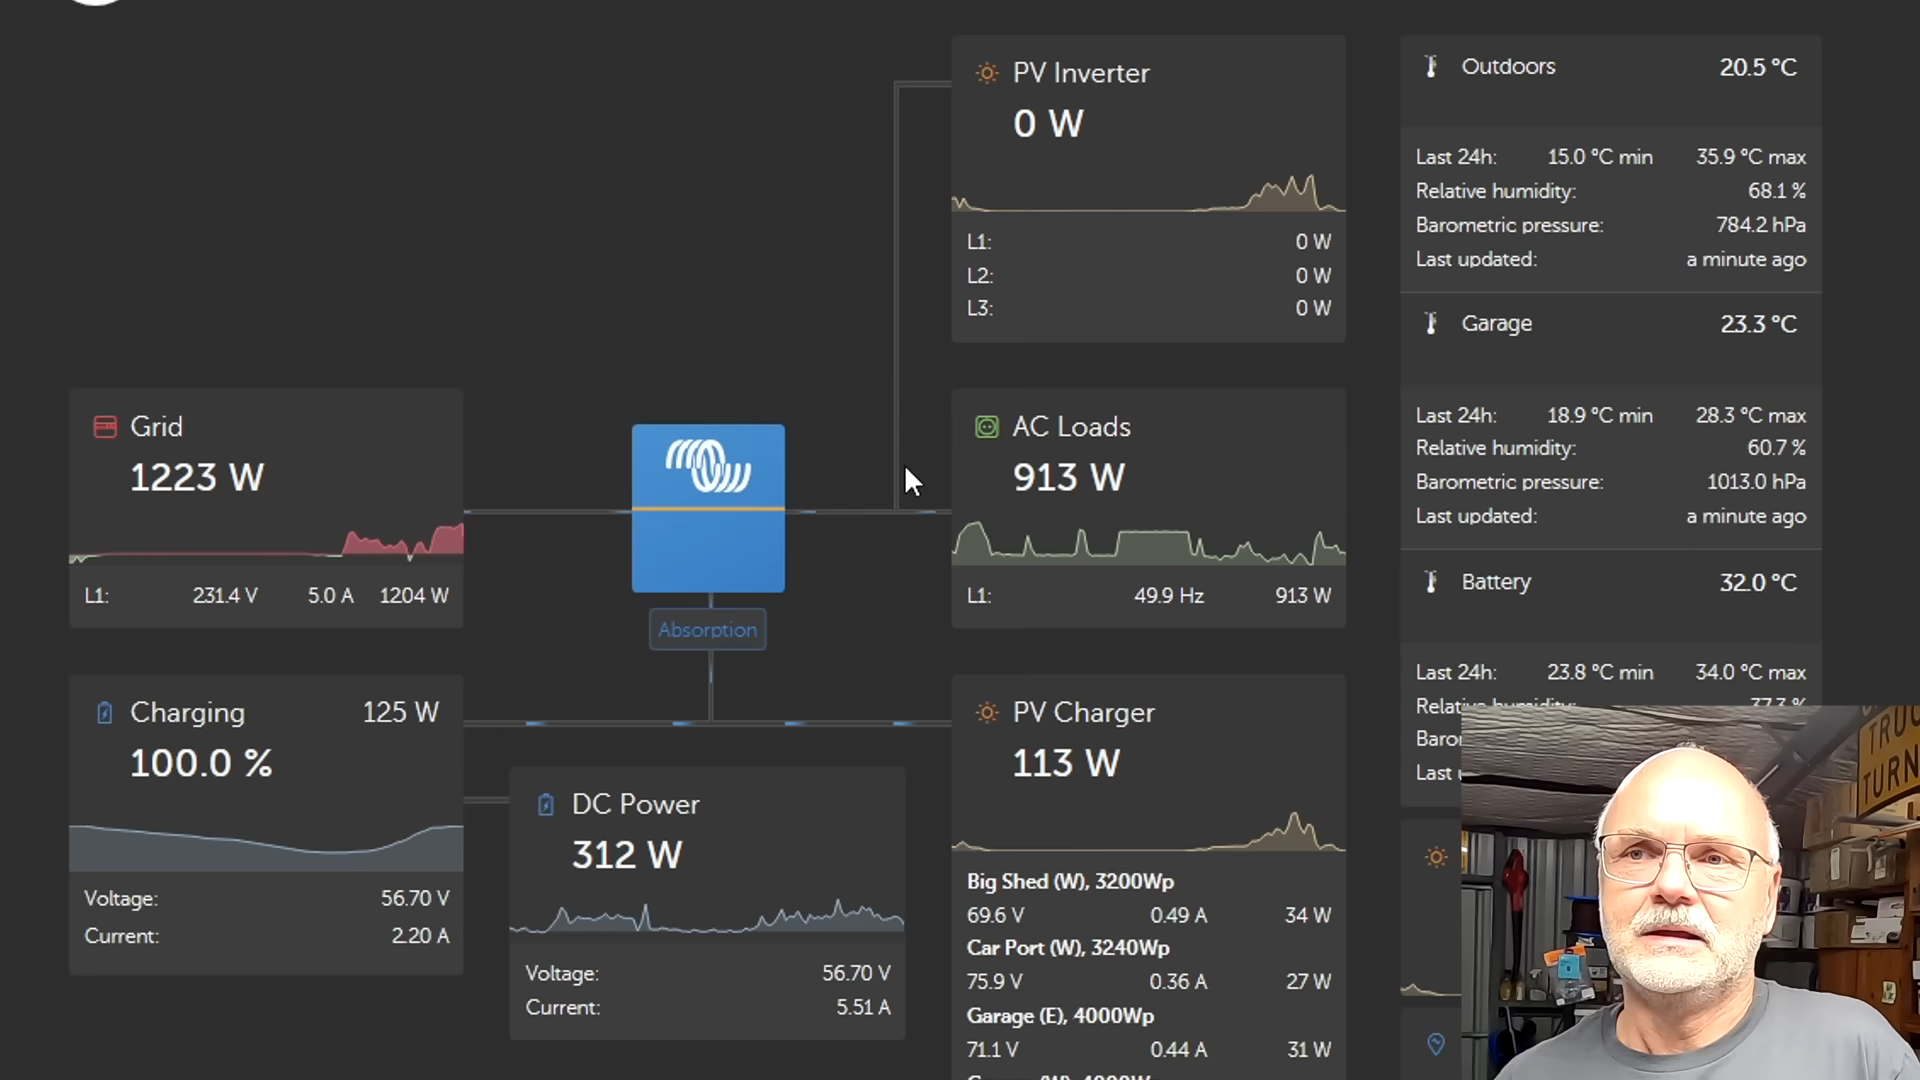 PV Inverter
0 W
L1: 0 W
L2: 0 W
L3: 0 W
Outdoors 20.5 °C
Last 24h: 15.0 °C min 35.9 °C max
Relative humidity: 68.1 %
Barometric pressure: 784.2 hPa
Last updated: a minute ago
Garage 23.3 °C
Last 24h: 18.9 °C min 28.3 °C max
Relative humidity: 60.7 %
Barometric pressure: 1013.0 hPa
Last updated: a minute ago
Battery 32.0 °C
Last 24h: 23.8 °C min 34.0 °C max
Grid
1223 W
L1: 231.4 V 5.0 A 1204 W
Absorption
AC Loads
913 W
L1: 49.9 Hz 913 W
Charging 125 W
100.0 %
Voltage: 56.70 V
Current: 2.20 A
DC Power
312 W
Voltage: 56.70 V
Current: 5.51 A
PV Charger
113 W
Big Shed (W), 3200Wp
69.6 V 0.49 A 34 W
Car Port (W), 3240Wp
75.9 V 0.36 A 27 W
Garage (E), 4000Wp
71.1 V 0.44 A 31 W
Last
TURN